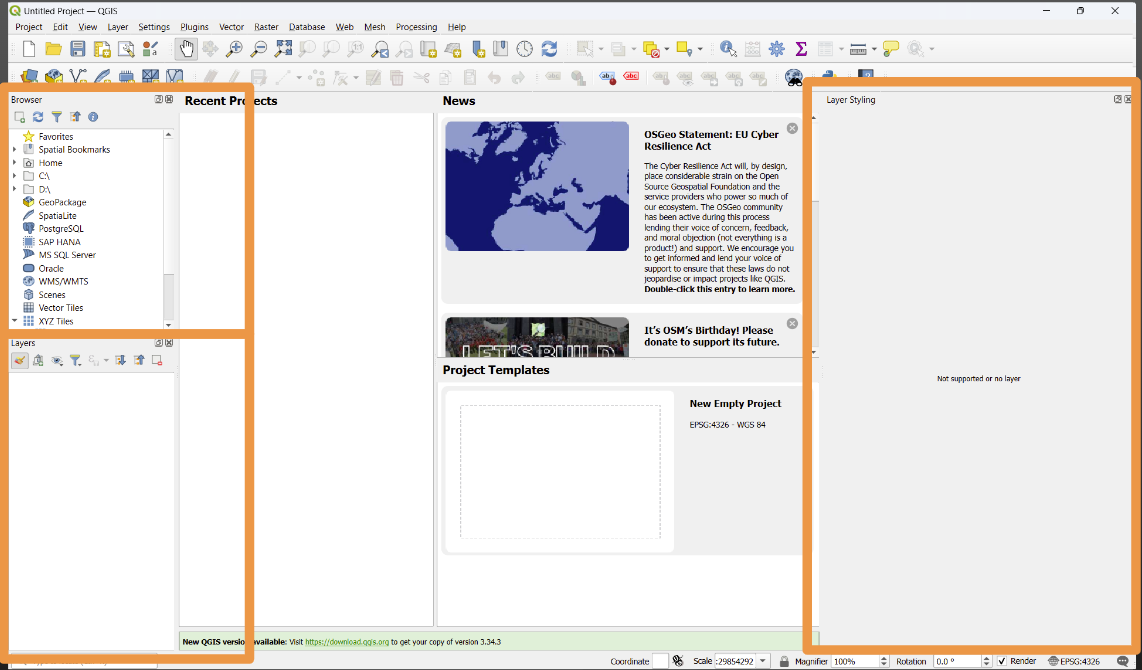 Untitled Project — QGIS
Project Edit View Layer Settings Plugins Vector Raster Database Web Mesh Processing Help
Browser
Favorites
Spatial Bookmarks
Home
C:\
D:\
GeoPackage
SpatiaLite
PostgreSQL
SAP HANA
MS SQL Server
Oracle
WMS/WMTS
Scenes
Vector Tiles
XYZ Tiles
Layers
Recent Projects
News
OSGeo Statement: EU Cyber
Resilience Act
The Cyber Resilience Act will, by design,
place considerable strain on the Open
Source Geospatial Foundation and the
service providers who power so much of
our ecosystem. The OSGeo community
has been active during this process
lending their voice of concern, feedback,
and moral objection (not everything is a
product!) and support. We encourage you
to get informed and lend your voice of
support to ensure that these laws do not
jeopardise or impact projects like QGIS.
Double-click this entry to learn more.
LET'S BUILD
It's OSM's Birthday! Please
donate to support its future.
Project Templates
New Empty Project
EPSG:4326 - WGS 84
Layer Styling
Not supported or no layer
New QGIS version available: Visit https://download.qgis.org to get your copy of version 3.34.3
Coordinate Scale :29854292 Magnifier 100% Rotation 0.0 ° Render EPSG:4326